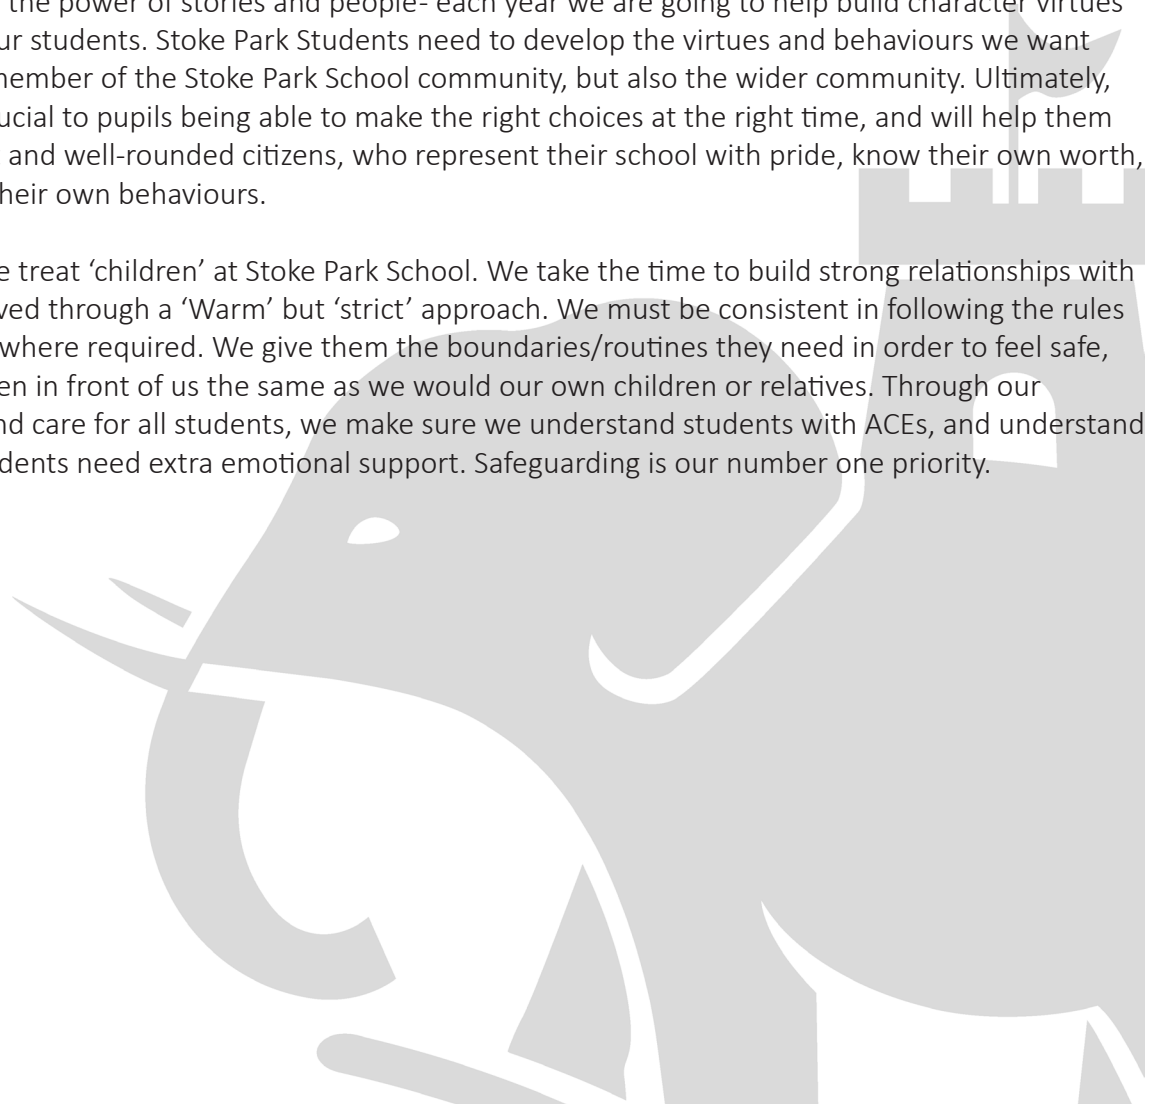 the power of stories and people- each year we are going to help build character virtues
ur students. Stoke Park Students need to develop the virtues and behaviours we want
member of the Stoke Park School community, but also the wider community. Ultimately,
ucial to pupils being able to make the right choices at the right time, and will help them
and well-rounded citizens, who represent their school with pride, know their own worth,
heir own behaviours.
e treat ‘children’ at Stoke Park School. We take the time to build strong relationships with
ved through a ‘Warm’ but ‘strict’ approach. We must be consistent in following the rules
where required. We give them the boundaries/routines they need in order to feel safe,
en in front of us the same as we would our own children or relatives. Through our
nd care for all students, we make sure we understand students with ACEs, and understand
dents need extra emotional support. Safeguarding is our number one priority.